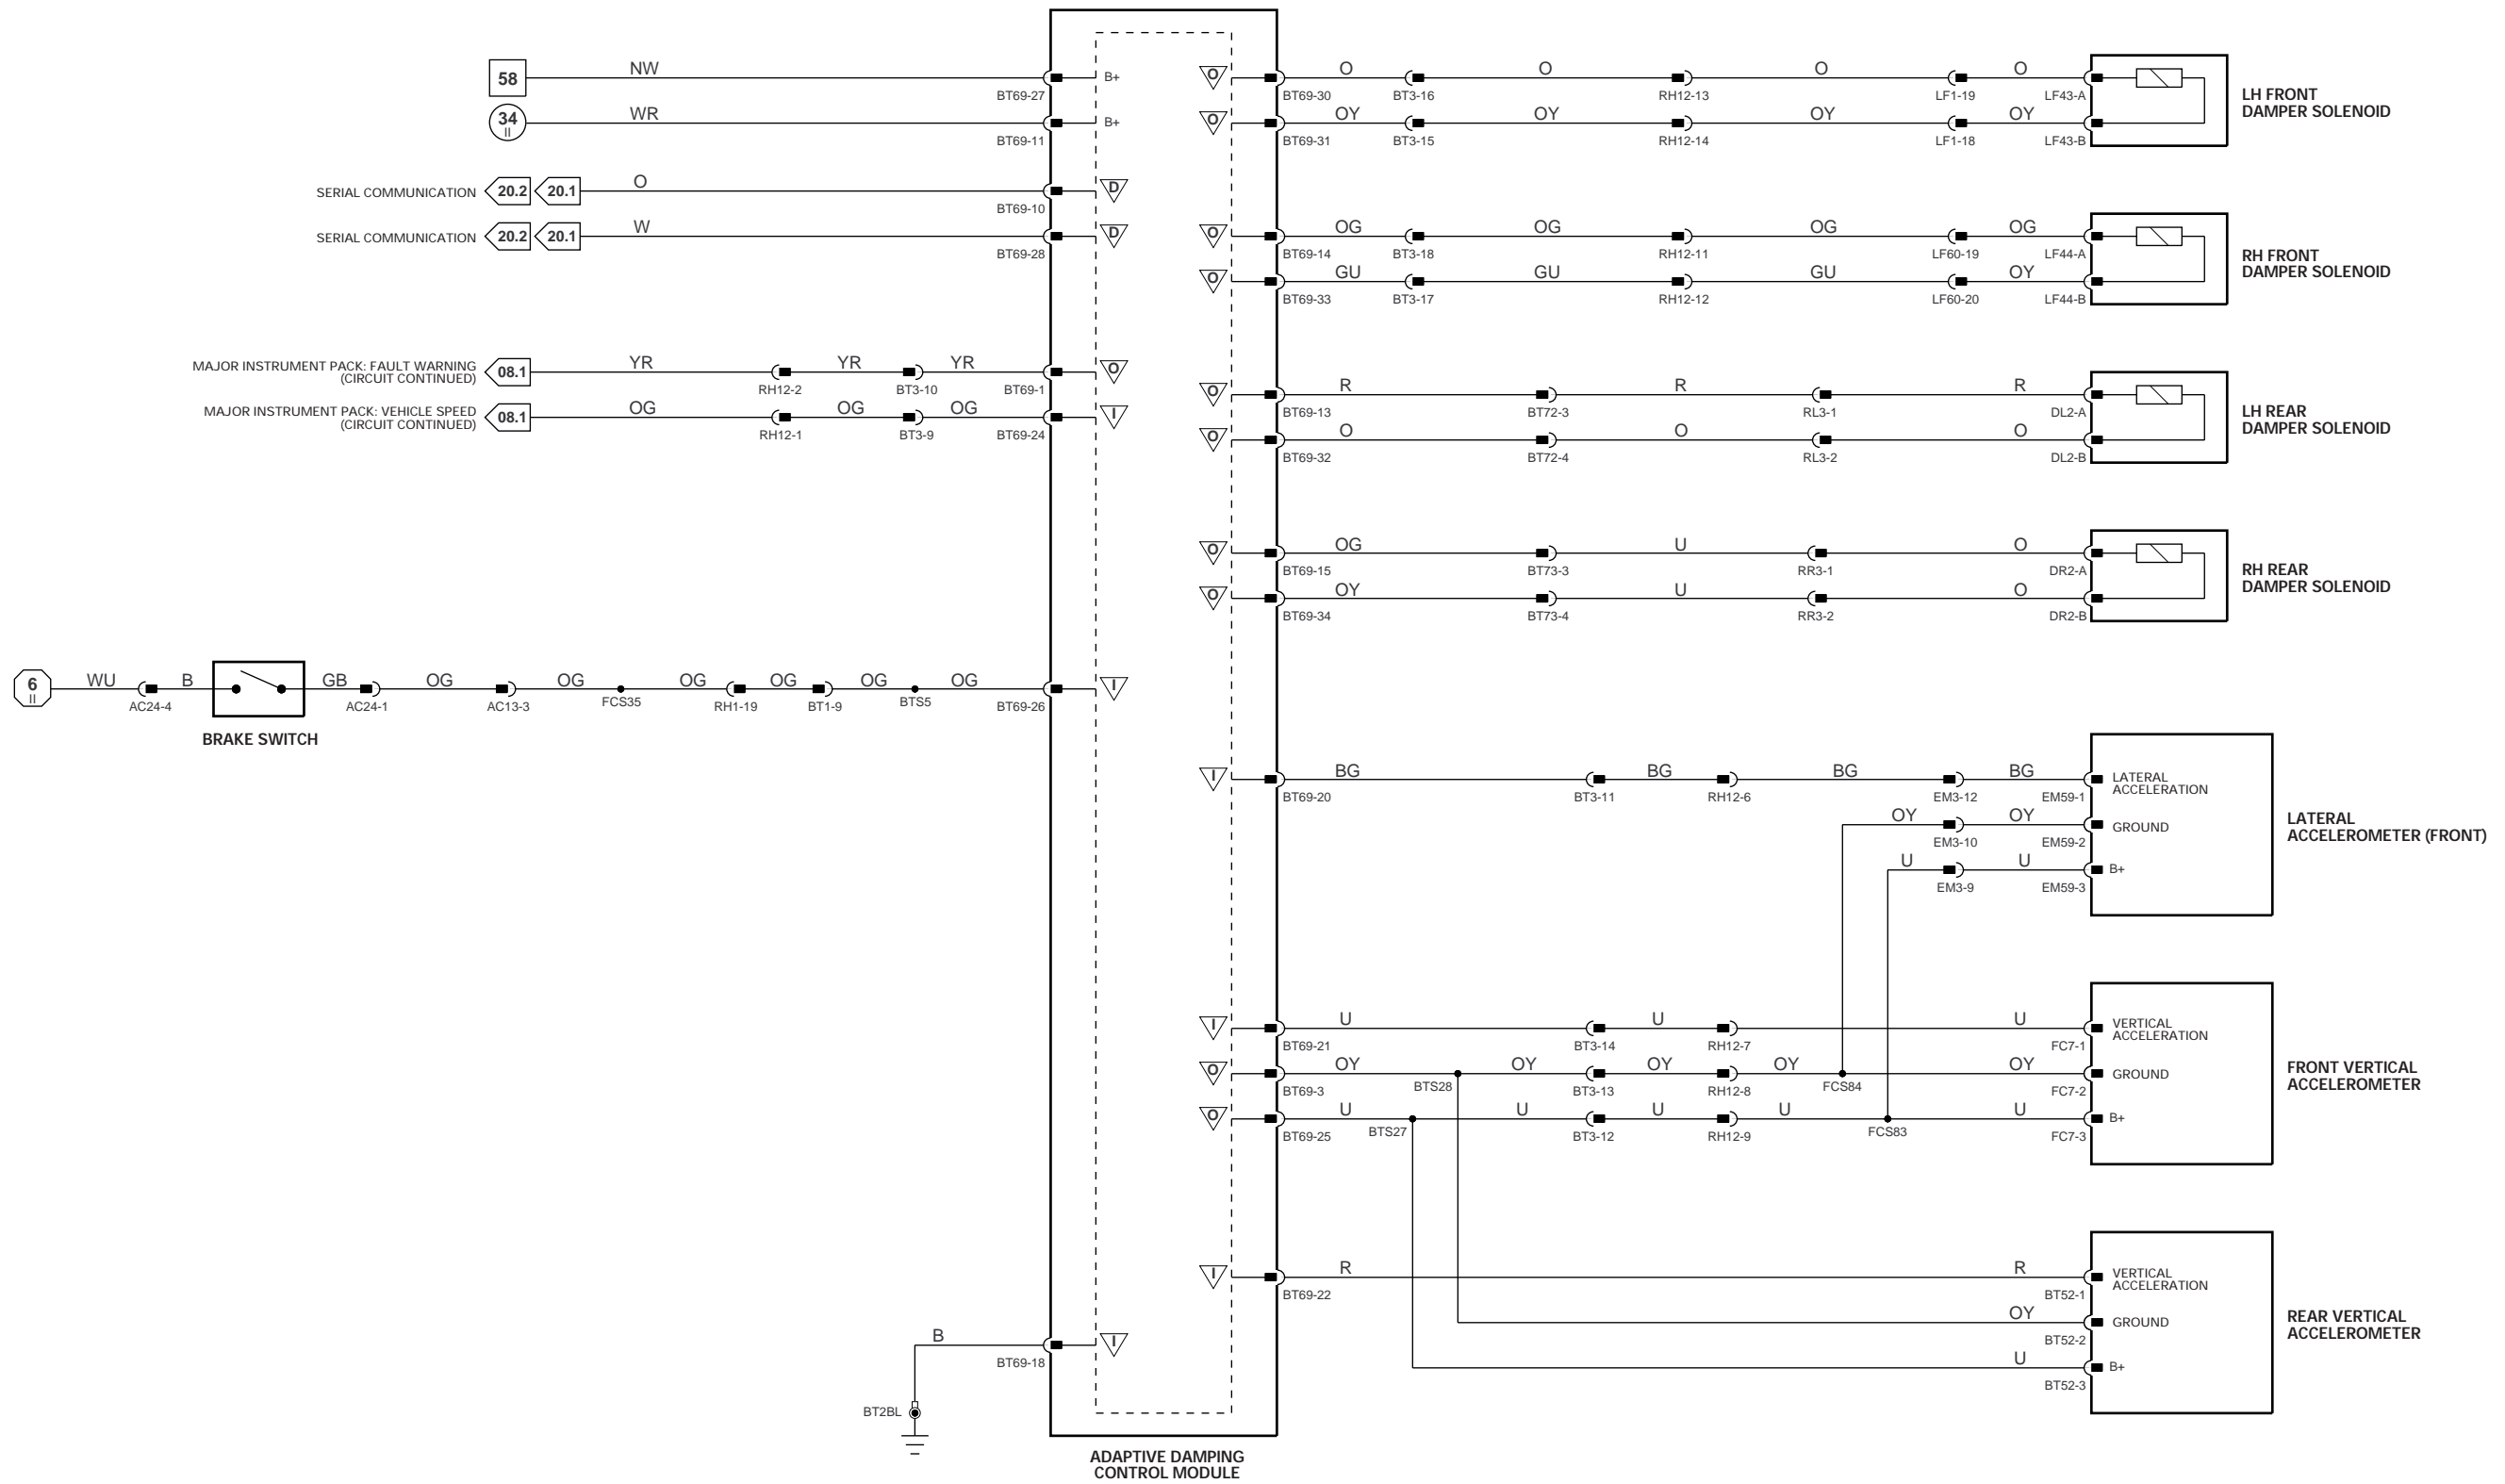 58
NW
BT69-27
B+
34
II
WR
BT69-11
B+
SERIAL COMMUNICATION
20.2
20.1
O
BT69-10
D
SERIAL COMMUNICATION
20.2
20.1
W
BT69-28
D
MAJOR INSTRUMENT PACK: FAULT WARNING
(CIRCUIT CONTINUED)
08.1
YR
RH12-2
YR
BT3-10
YR
BT69-1
O
MAJOR INSTRUMENT PACK: VEHICLE SPEED
(CIRCUIT CONTINUED)
08.1
OG
RH12-1
OG
BT3-9
OG
BT69-24
I
6
II
WU
AC24-4
B
BRAKE SWITCH
GB
AC24-1
OG
AC13-3
OG
FCS35
OG
RH1-19
OG
BT1-9
OG
BTS5
OG
BT69-26
I
B
BT69-18
I
BT2BL
ADAPTIVE DAMPING
CONTROL MODULE
O
BT69-30
O
BT3-16
O
RH12-13
O
LF1-19
O
LF43-A
O
BT69-31
OY
BT3-15
OY
RH12-14
OY
LF1-18
OY
LF43-B
LH FRONT
DAMPER SOLENOID
O
BT69-14
OG
BT3-18
OG
RH12-11
OG
LF60-19
OG
LF44-A
O
BT69-33
GU
BT3-17
GU
RH12-12
GU
LF60-20
OY
LF44-B
RH FRONT
DAMPER SOLENOID
O
BT69-13
R
BT72-3
R
RL3-1
R
DL2-A
O
BT69-32
O
BT72-4
O
RL3-2
O
DL2-B
LH REAR
DAMPER SOLENOID
O
BT69-15
OG
BT73-3
U
RR3-1
O
DR2-A
O
BT69-34
OY
BT73-4
U
RR3-2
O
DR2-B
RH REAR
DAMPER SOLENOID
I
BT69-20
BG
BT3-11
BG
RH12-6
BG
EM3-12
BG
EM59-1
LATERAL
ACCELERATION
OY
EM3-10
OY
EM59-2
GROUND
U
EM3-9
U
EM59-3
B+
LATERAL
ACCELEROMETER (FRONT)
I
BT69-21
U
BT3-14
U
RH12-7
U
FC7-1
VERTICAL
ACCELERATION
O
BT69-3
OY
BTS28
OY
BT3-13
OY
RH12-8
OY
FCS84
OY
FC7-2
GROUND
O
BT69-25
U
BTS27
U
BT3-12
U
RH12-9
U
FCS83
U
FC7-3
B+
FRONT VERTICAL
ACCELEROMETER
I
BT69-22
R
R
BT52-1
VERTICAL
ACCELERATION
OY
BT52-2
GROUND
U
BT52-3
B+
REAR VERTICAL
ACCELEROMETER